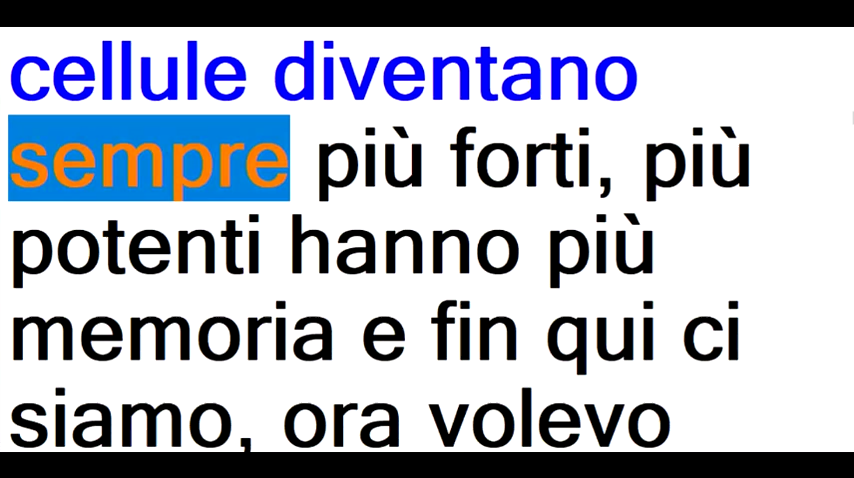 cellule diventano
sempre più forti, più
potenti hanno più
memoria e fin qui ci
siamo, ora volevo